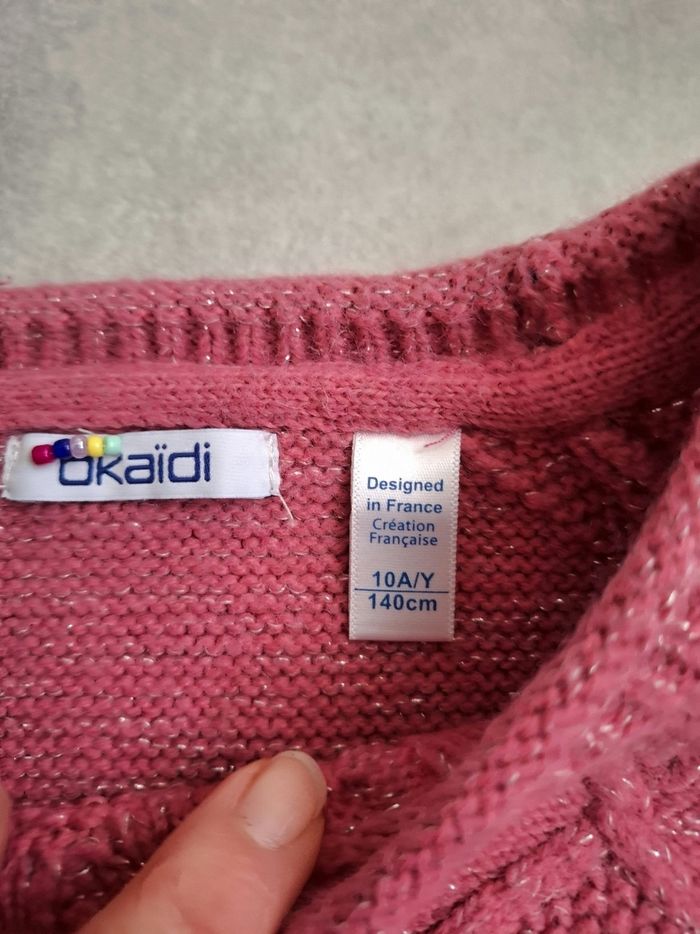 okaïdi
Designed
in France
Création
Française
10A/Y
140cm